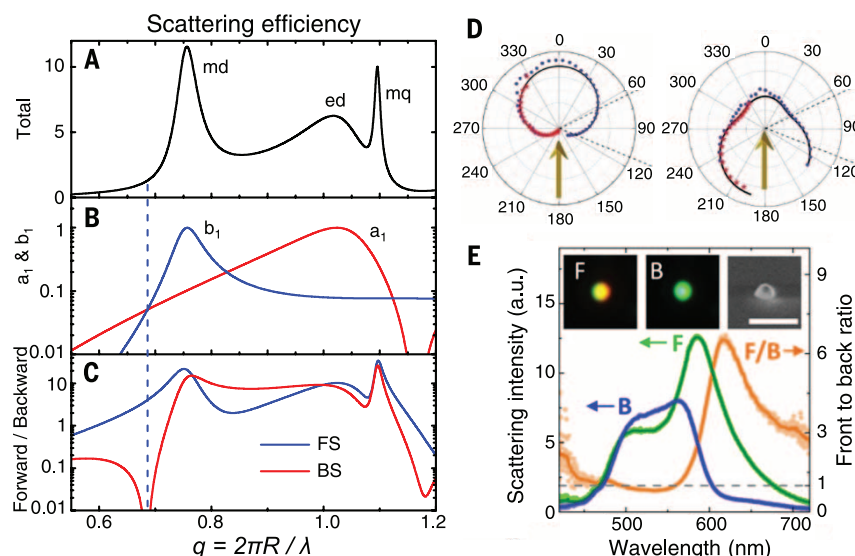 Scattering efficiency
A
md
ed
mq
Total
10
5
0
B
b1
a1
a1 & b1
1
0.1
0.01
C
Forward / Backward
10
1
0.1
0.01
FS
BS
0.6
0.8
1.0
1.2
q = 2πR / λ
D
0
30
60
90
120
150
180
210
240
270
300
330
0
30
60
90
120
150
180
210
240
270
300
330
E
F
B
F
F/B
B
Scattering intensity (a.u.)
15
10
5
0
Front to back ratio
9
6
3
1
0
500
600
700
Wavelength (nm)